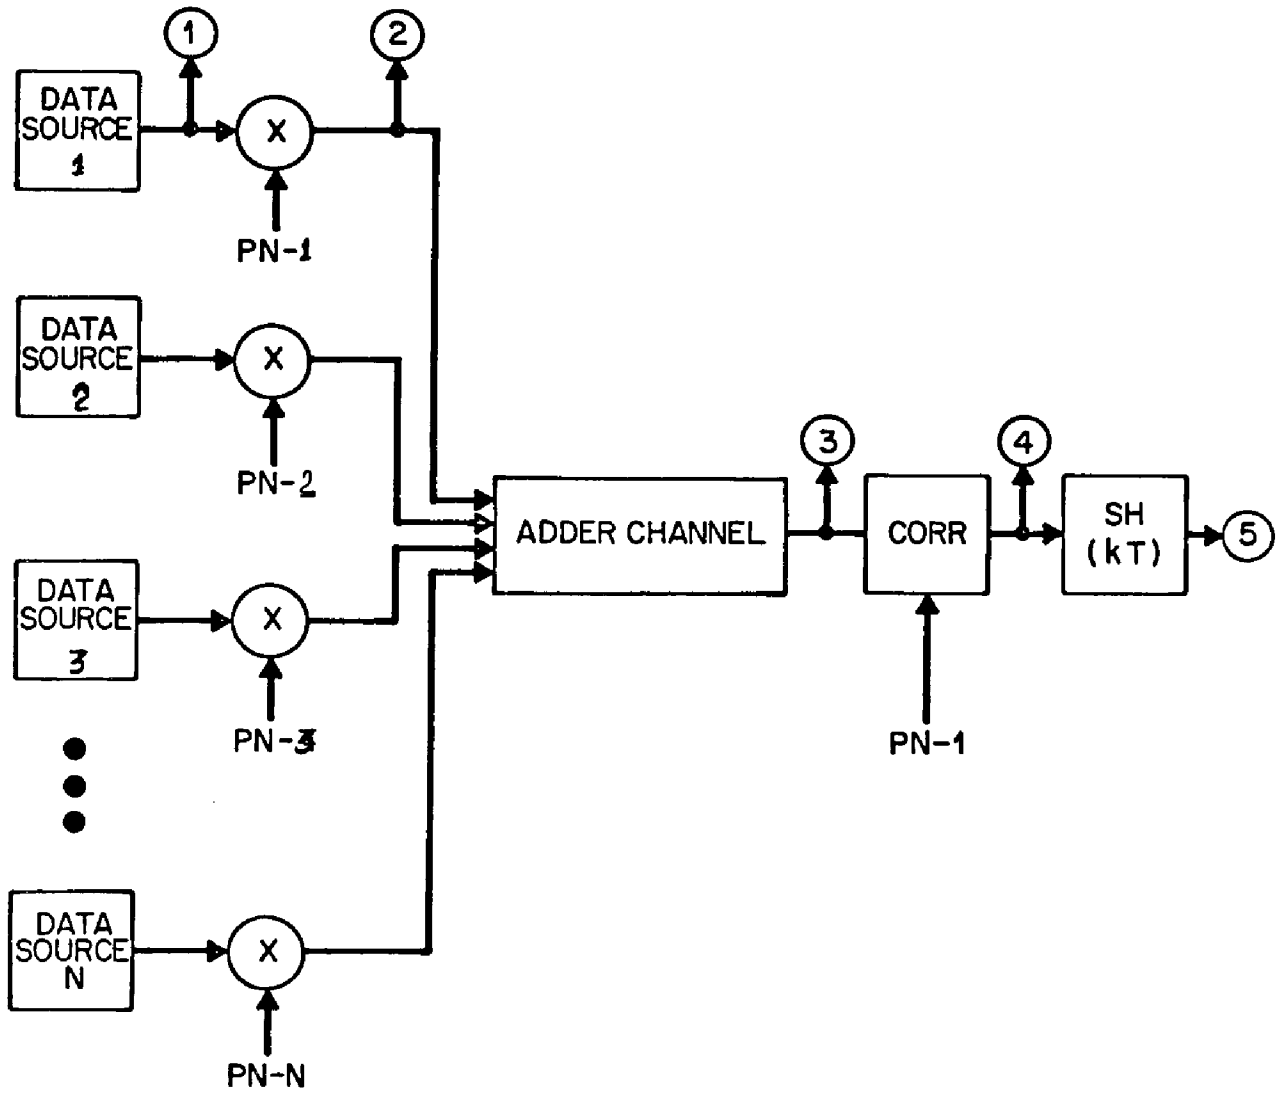 1
2
DATA
SOURCE
1
X
PN-1
DATA
SOURCE
2
X
PN-2
3
4
ADDER CHANNEL
CORR
SH
(kT)
5
DATA
SOURCE
3
X
PN-3
PN-1
DATA
SOURCE
N
X
PN-N